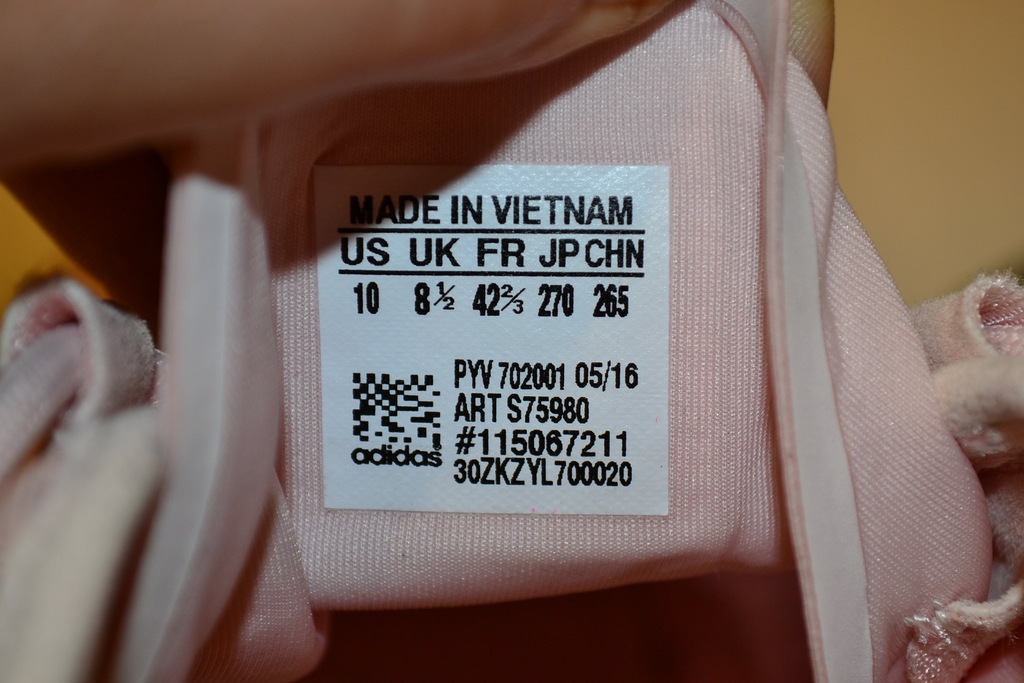 MADE IN VIETNAM
US UK FR JP CHN
10 8½ 42⅔ 270 265
PYV 702001 05/16
ART S75980
#115067211
30ZKZYL700020
adidas